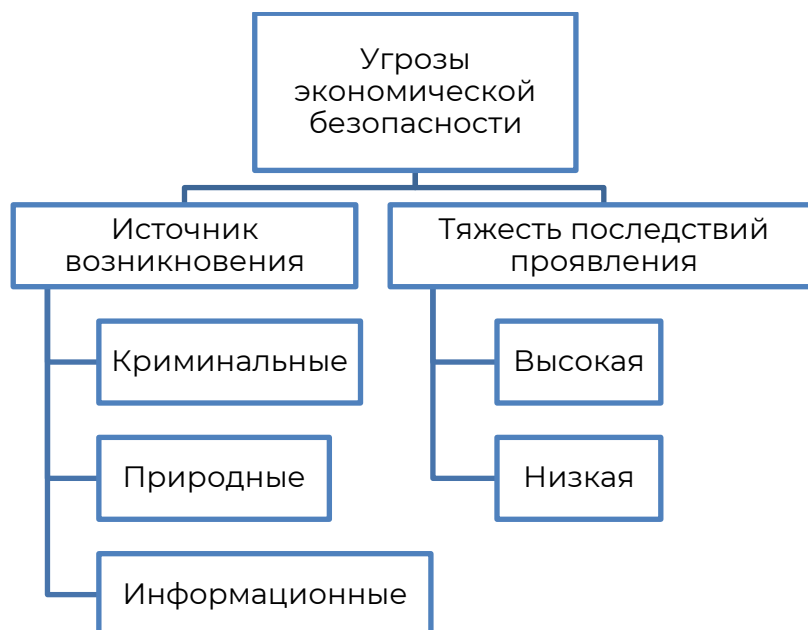 Угрозы
экономической
безопасности
Источник
возникновения
Тяжесть последствий
проявления
Криминальные
Высокая
Природные
Низкая
Информационные